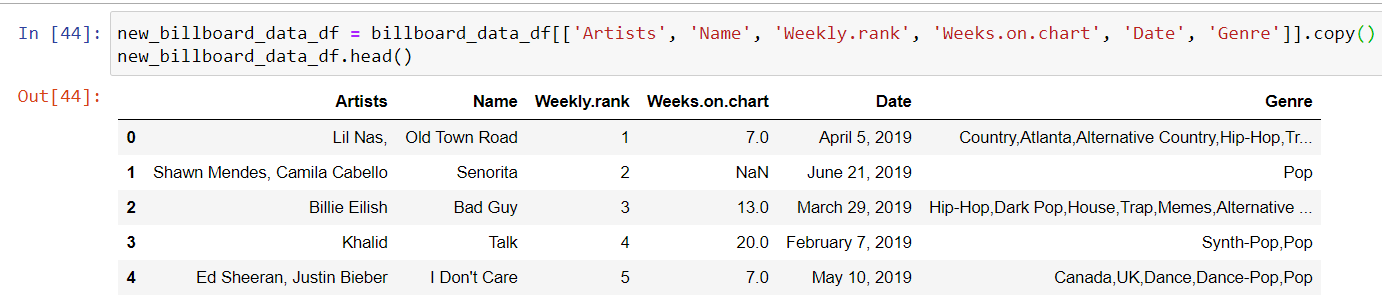 In [44]: new_billboard_data_df = billboard_data_df[['Artists', 'Name', 'Weekly.rank', 'Weeks.on.chart', 'Date', 'Genre']].copy()
new_billboard_data_df.head()
Out[44]:
Artists Name Weekly.rank Weeks.on.chart Date Genre
0 Lil Nas, Old Town Road 1 7.0 April 5, 2019 Country,Atlanta,Alternative Country,Hip-Hop,Tr...
1 Shawn Mendes, Camila Cabello Senorita 2 NaN June 21, 2019 Pop
2 Billie Eilish Bad Guy 3 13.0 March 29, 2019 Hip-Hop,Dark Pop,House,Trap,Memes,Alternative ...
3 Khalid Talk 4 20.0 February 7, 2019 Synth-Pop,Pop
4 Ed Sheeran, Justin Bieber I Don't Care 5 7.0 May 10, 2019 Canada,UK,Dance,Dance-Pop,Pop